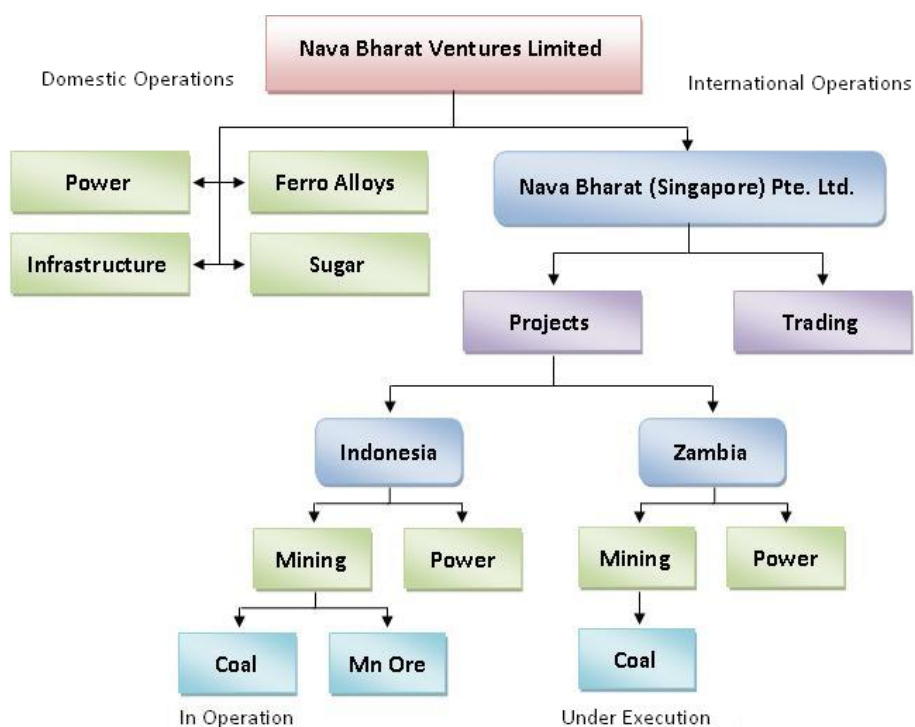 Nava Bharat Ventures Limited
Domestic Operations
International Operations
Power
Ferro Alloys
Nava Bharat (Singapore) Pte. Ltd.
Infrastructure
Sugar
Projects
Trading
Indonesia
Zambia
Mining
Power
Mining
Power
Coal
Mn Ore
Coal
In Operation
Under Execution